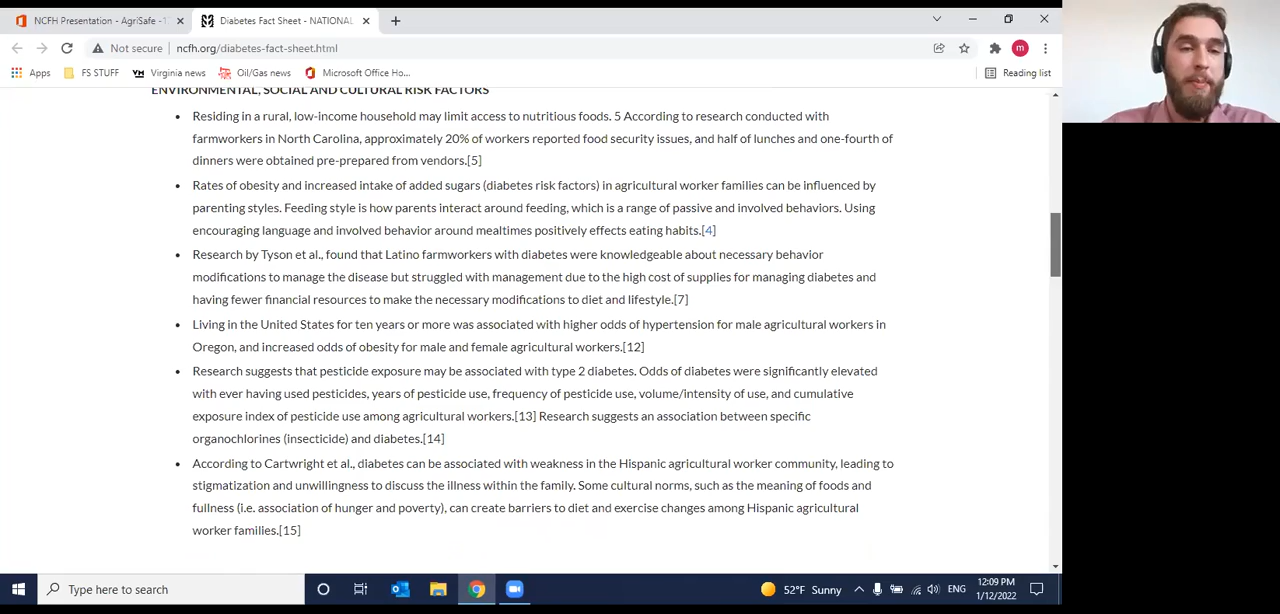 NCFH Presentation - AgriSafe - 1
Diabetes Fact Sheet - NATIONAL
Not secure
ncfh.org/diabetes-fact-sheet.html
m
Apps
FS STUFF
VH
Virginia news
Oil/Gas news
Microsoft Office Ho...
Reading list
ENVIRONMENTAL, SOCIAL AND CULTURAL RISK FACTORS
• Residing in a rural, low-income household may limit access to nutritious foods. 5 According to research conducted with
farmworkers in North Carolina, approximately 20% of workers reported food security issues, and half of lunches and one-fourth of
dinners were obtained pre-prepared from vendors.[5]
• Rates of obesity and increased intake of added sugars (diabetes risk factors) in agricultural worker families can be influenced by
parenting styles. Feeding style is how parents interact around feeding, which is a range of passive and involved behaviors. Using
encouraging language and involved behavior around mealtimes positively effects eating habits.[4]
• Research by Tyson et al., found that Latino farmworkers with diabetes were knowledgeable about necessary behavior
modifications to manage the disease but struggled with management due to the high cost of supplies for managing diabetes and
having fewer financial resources to make the necessary modifications to diet and lifestyle.[7]
• Living in the United States for ten years or more was associated with higher odds of hypertension for male agricultural workers in
Oregon, and increased odds of obesity for male and female agricultural workers.[12]
• Research suggests that pesticide exposure may be associated with type 2 diabetes. Odds of diabetes were significantly elevated
with ever having used pesticides, years of pesticide use, frequency of pesticide use, volume/intensity of use, and cumulative
exposure index of pesticide use among agricultural workers.[13] Research suggests an association between specific
organochlorines (insecticide) and diabetes.[14]
• According to Cartwright et al., diabetes can be associated with weakness in the Hispanic agricultural worker community, leading to
stigmatization and unwillingness to discuss the illness within the family. Some cultural norms, such as the meaning of foods and
fullness (i.e. association of hunger and poverty), can create barriers to diet and exercise changes among Hispanic agricultural
worker families.[15]
Type here to search
52°F Sunny
ENG
12:09 PM
1/12/2022